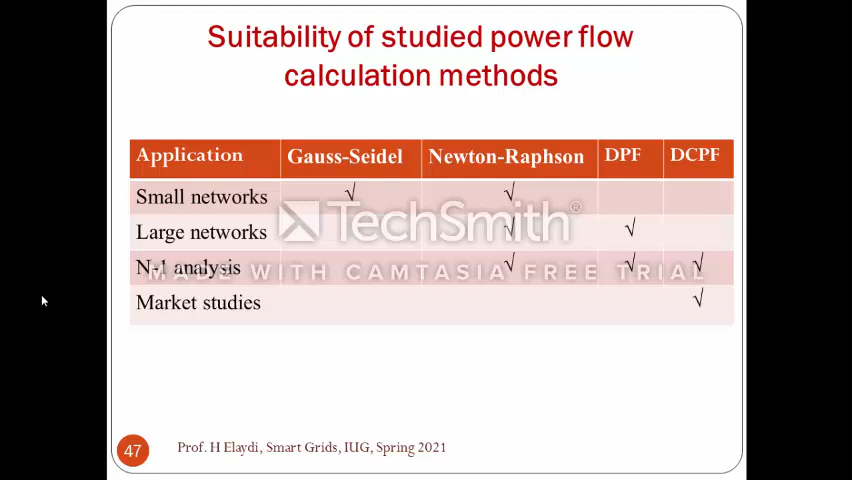 Suitability of studied power flow
calculation methods
Application Gauss-Seidel Newton-Raphson DPF DCPF
Small networks √ √
Large networks √ √
N-1 analysis √ √ √
Market studies √
TechSmith®
MADE WITH CAMTASIA FREE TRIAL
47 Prof. H Elaydi, Smart Grids, IUG, Spring 2021